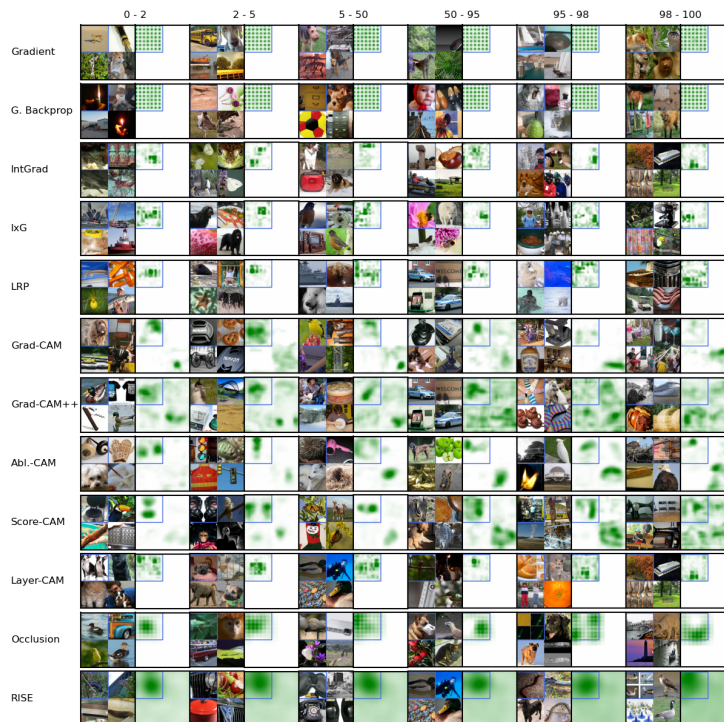 0 - 2 2 - 5 5 - 50 50 - 95 95 - 98 98 - 100
Gradient
G. Backprop
IntGrad
IxG
LRP
Grad-CAM
Grad-CAM++
Abl.-CAM
Score-CAM
Layer-CAM
Occlusion
RISE